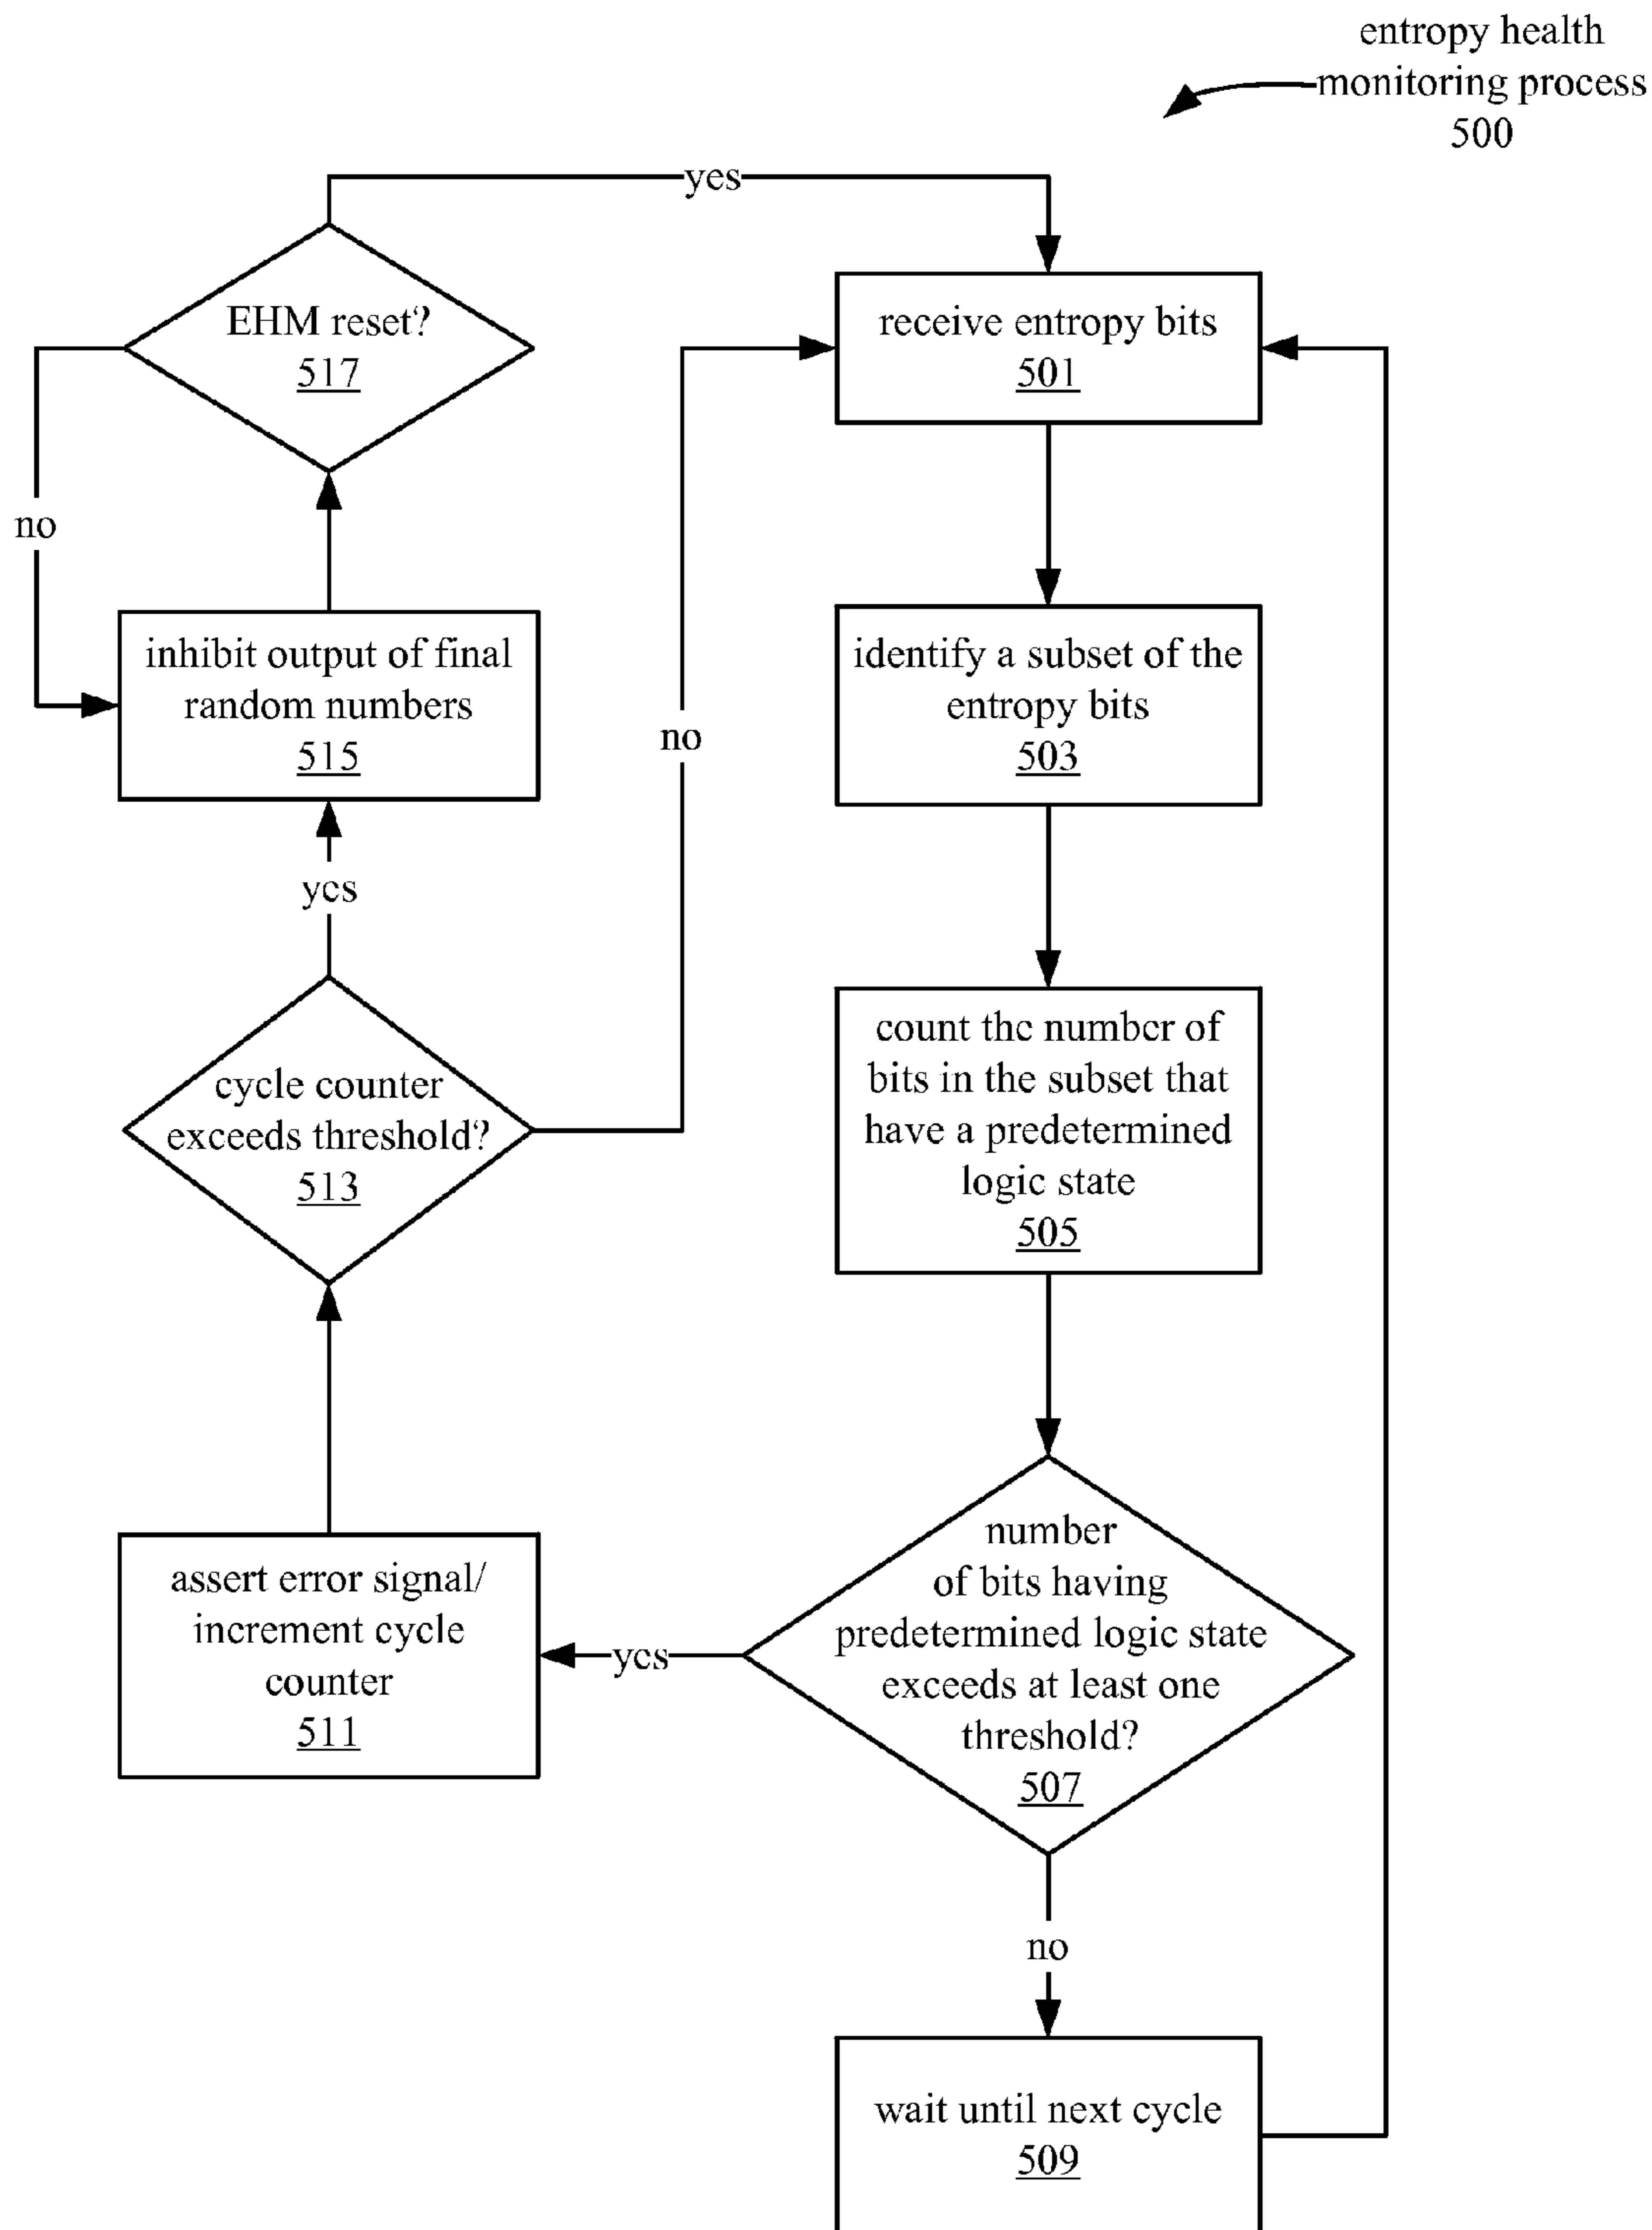 entropy health
monitoring process
500
yes
EHM reset?
517
receive entropy bits
501
no
inhibit output of final
random numbers
515
identify a subset of the
entropy bits
503
no
yes
cycle counter
exceeds threshold?
513
count the number of
bits in the subset that
have a predetermined
logic state
505
assert error signal/
increment cycle
counter
511
yes
number
of bits having
predetermined logic state
exceeds at least one
threshold?
507
no
wait until next cycle
509